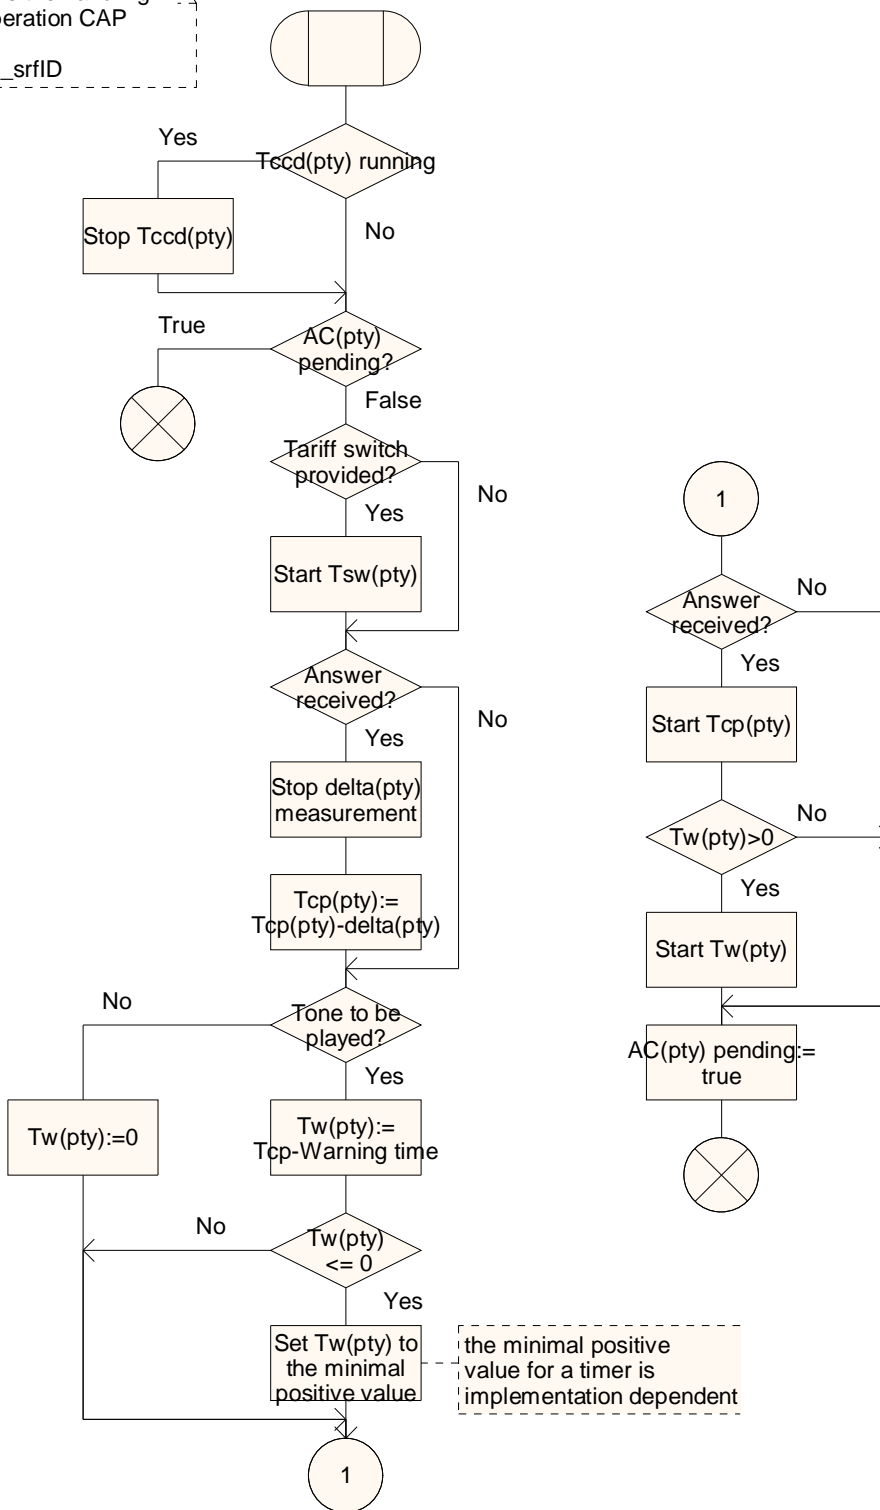 peration CAP
_srfID
Yes
Tccd(pty) running
Stop Tccd(pty)
No
True
AC(pty)
pending?
False
Tariff switch
provided?
No
Yes
Start Tsw(pty)
Answer
received?
No
Yes
Stop delta(pty)
measurement
Tcp(pty):=
Tcp(pty)-delta(pty)
No
Tone to be
played?
Yes
Tw(pty):=0
Tw(pty):=
Tcp-Warning time
No
Tw(pty)
<= 0
Yes
Set Tw(pty) to
the minimal
positive value
the minimal positive
value for a timer is
implementation dependent
1
1
Answer
received?
No
Yes
Start Tcp(pty)
Tw(pty)>0
No
Yes
Start Tw(pty)
AC(pty) pending:=
true